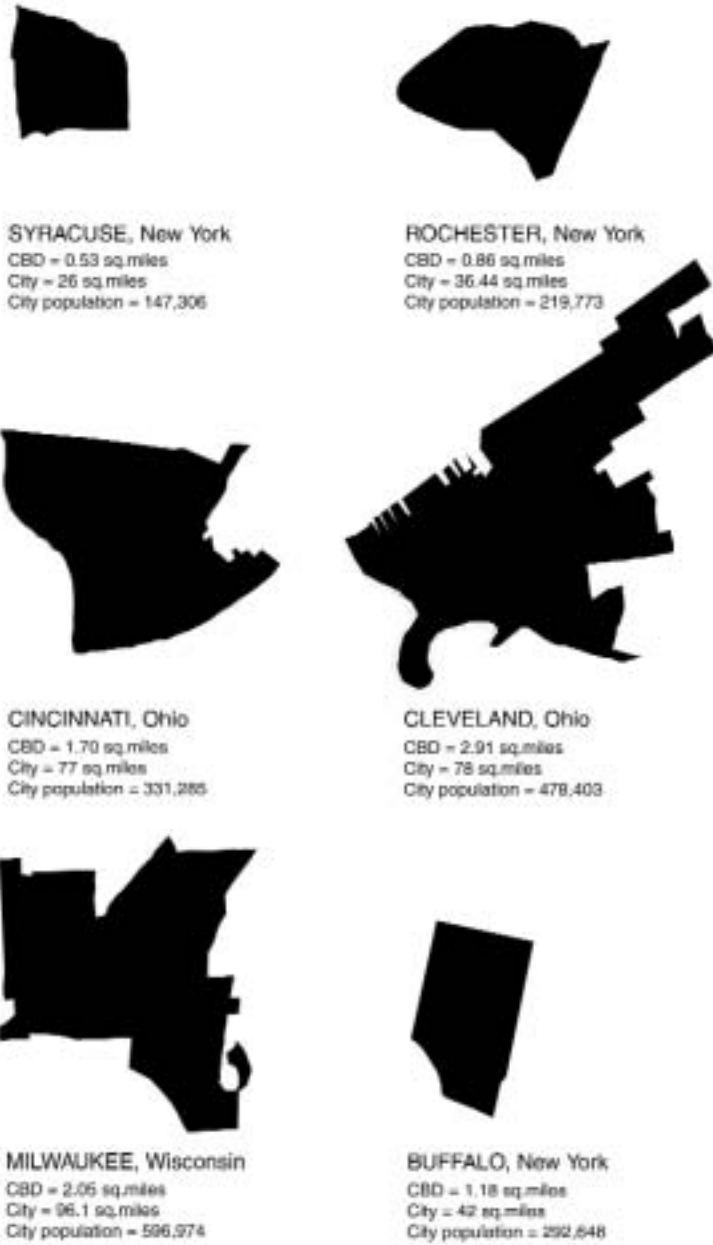 SYRACUSE, New York
CBD = 0.53 sq.miles
City = 26 sq.miles
City population = 147,306
ROCHESTER, New York
CBD = 0.86 sq.miles
City = 36.44 sq.miles
City population = 219,773
CINCINNATI, Ohio
CBD = 1.70 sq.miles
City = 77 sq.miles
City population = 331,285
CLEVELAND, Ohio
CBD = 2.91 sq.miles
City = 78 sq.miles
City population = 478,403
MILWAUKEE, Wisconsin
CBD = 2.05 sq.miles
City = 96.1 sq.miles
City population = 596,974
BUFFALO, New York
CBD = 1.18 sq.miles
City = 42 sq.miles
City population = 292,648